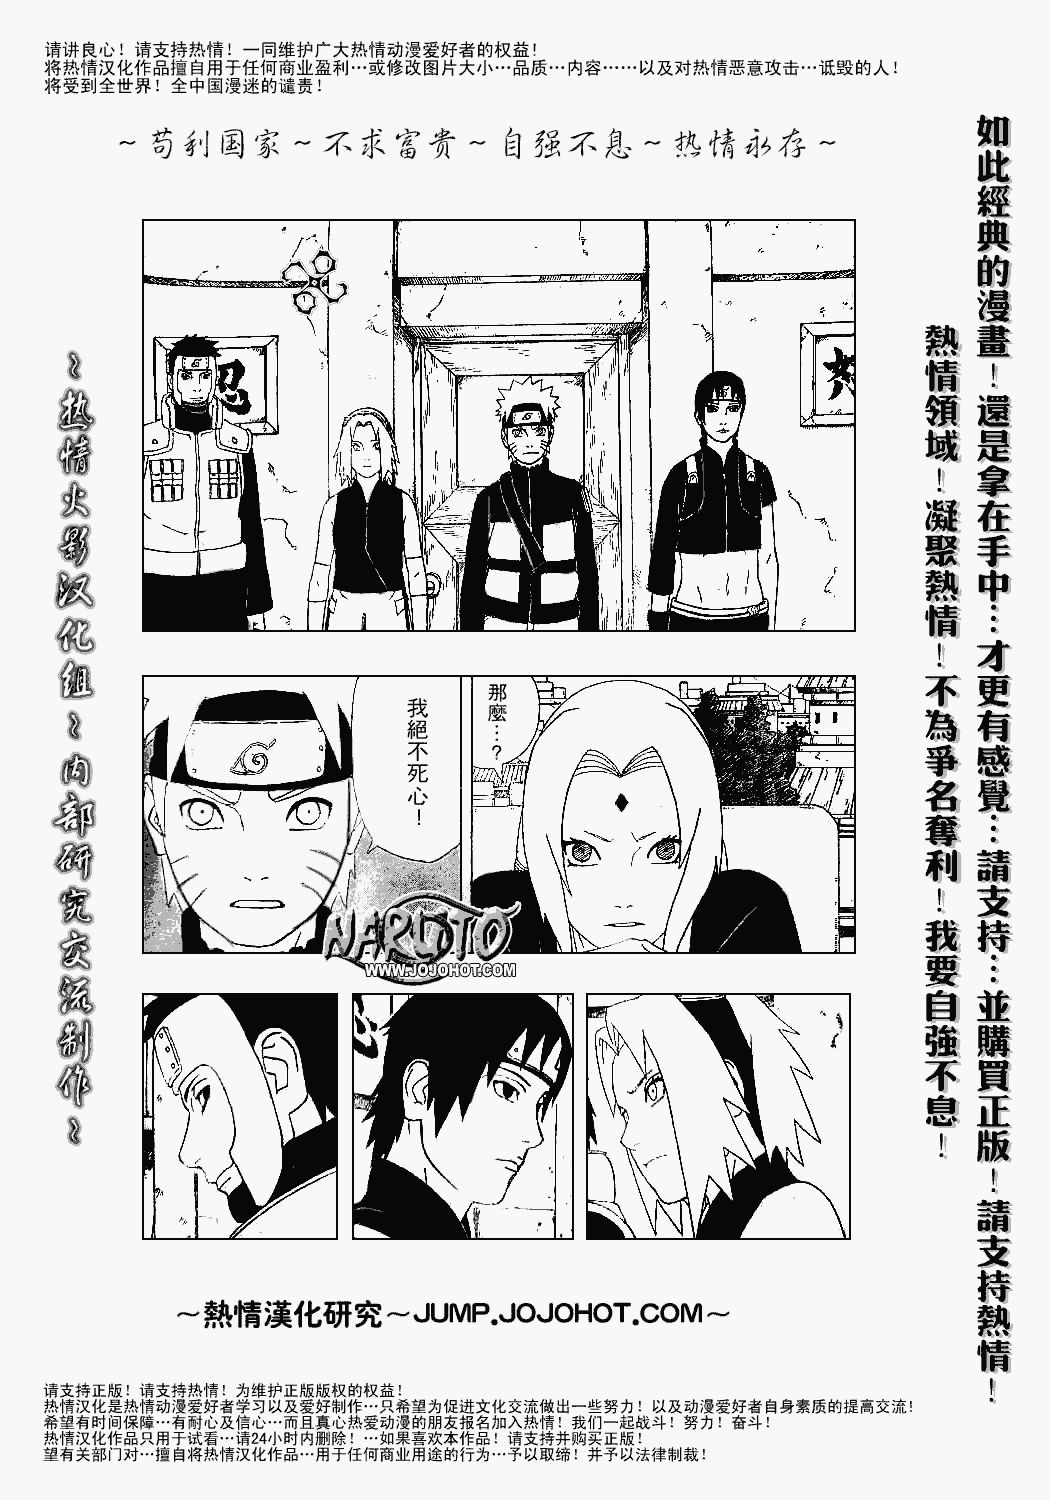 请讲良心！请支持热情！一同维护广大热情动漫爱好者的权益！
将热情汉化作品擅自用于任何商业盈利…或修改图片大小…品质…内容……以及对热情恶意攻击…诋毁的人！
将受到全世界！全中国漫迷的谴责！
～苟利国家～不求富贵～自强不息～热情永存～
如此經典的漫畫！還是拿在手中…才更有感覺…請支持…並購買正版！請支持熱情！
熱情領域！凝聚熱情！不為爭名奪利！我要自強不息！
～热情火影汉化组～内部研究交流制作～
忍
那麼…？
我絕不死心！
NARUTO
WWW.JOJOHOT.COM
～熱情漢化研究～JUMP.JOJOHOT.COM～
请支持正版！请支持热情！为维护正版版权的权益！
热情汉化是热情动漫爱好者学习以及爱好制作…只希望为促进文化交流做出一些努力！以及动漫爱好者自身素质的提高交流！
希望有时间保障…有耐心及信心…而且真心热爱动漫的朋友报名加入热情！我们一起战斗！努力！奋斗！
热情汉化作品只用于试看…请24小时内删除！…如果喜欢本作品！请支持并购买正版！
望有关部门对…擅自将热情汉化作品…用于任何商业用途的行为…予以取缔！并予以法律制裁！